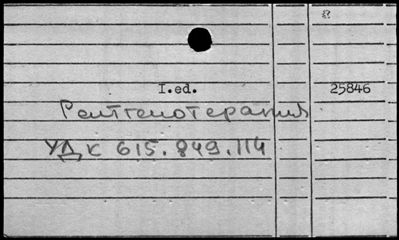 8
I.ed. 25846
Рентгенотерапия
УДК 615.849.114